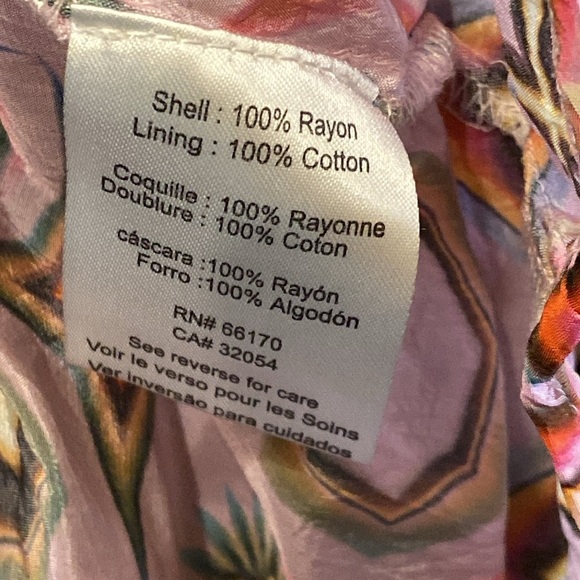 Shell : 100% Rayon
Lining : 100% Cotton
Coquille : 100% Rayonne
Doublure : 100% Coton
cáscara :100% Rayón
Forro :100% Algodón
RN# 66170
CA# 32054
See reverse for care
Voir le verso pour les Soins
Ver inversão para cuidados